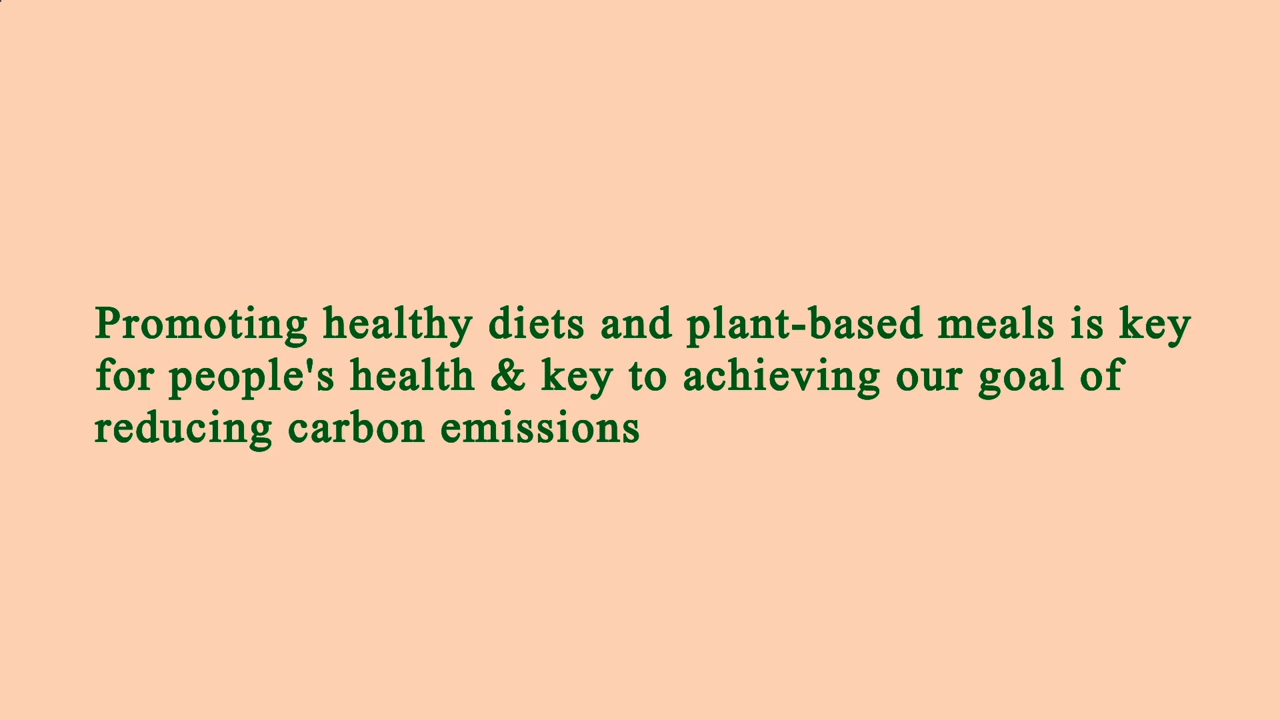 Promoting healthy diets and plant-based meals is key
for people's health & key to achieving our goal of
reducing carbon emissions